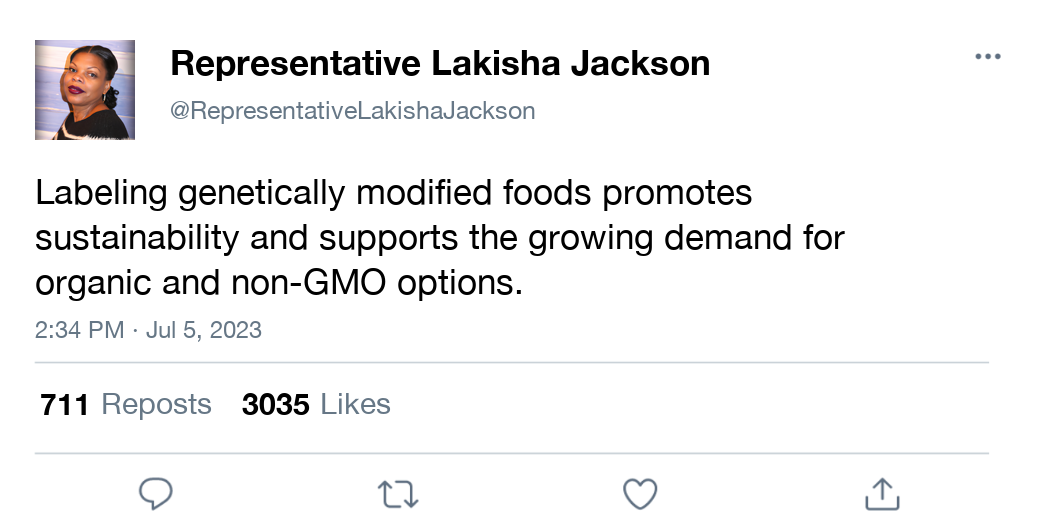 Representative Lakisha Jackson
@RepresentativeLakishaJackson
Labeling genetically modified foods promotes
sustainability and supports the growing demand for
organic and non-GMO options.
2:34 PM · Jul 5, 2023
711 Reposts 3035 Likes